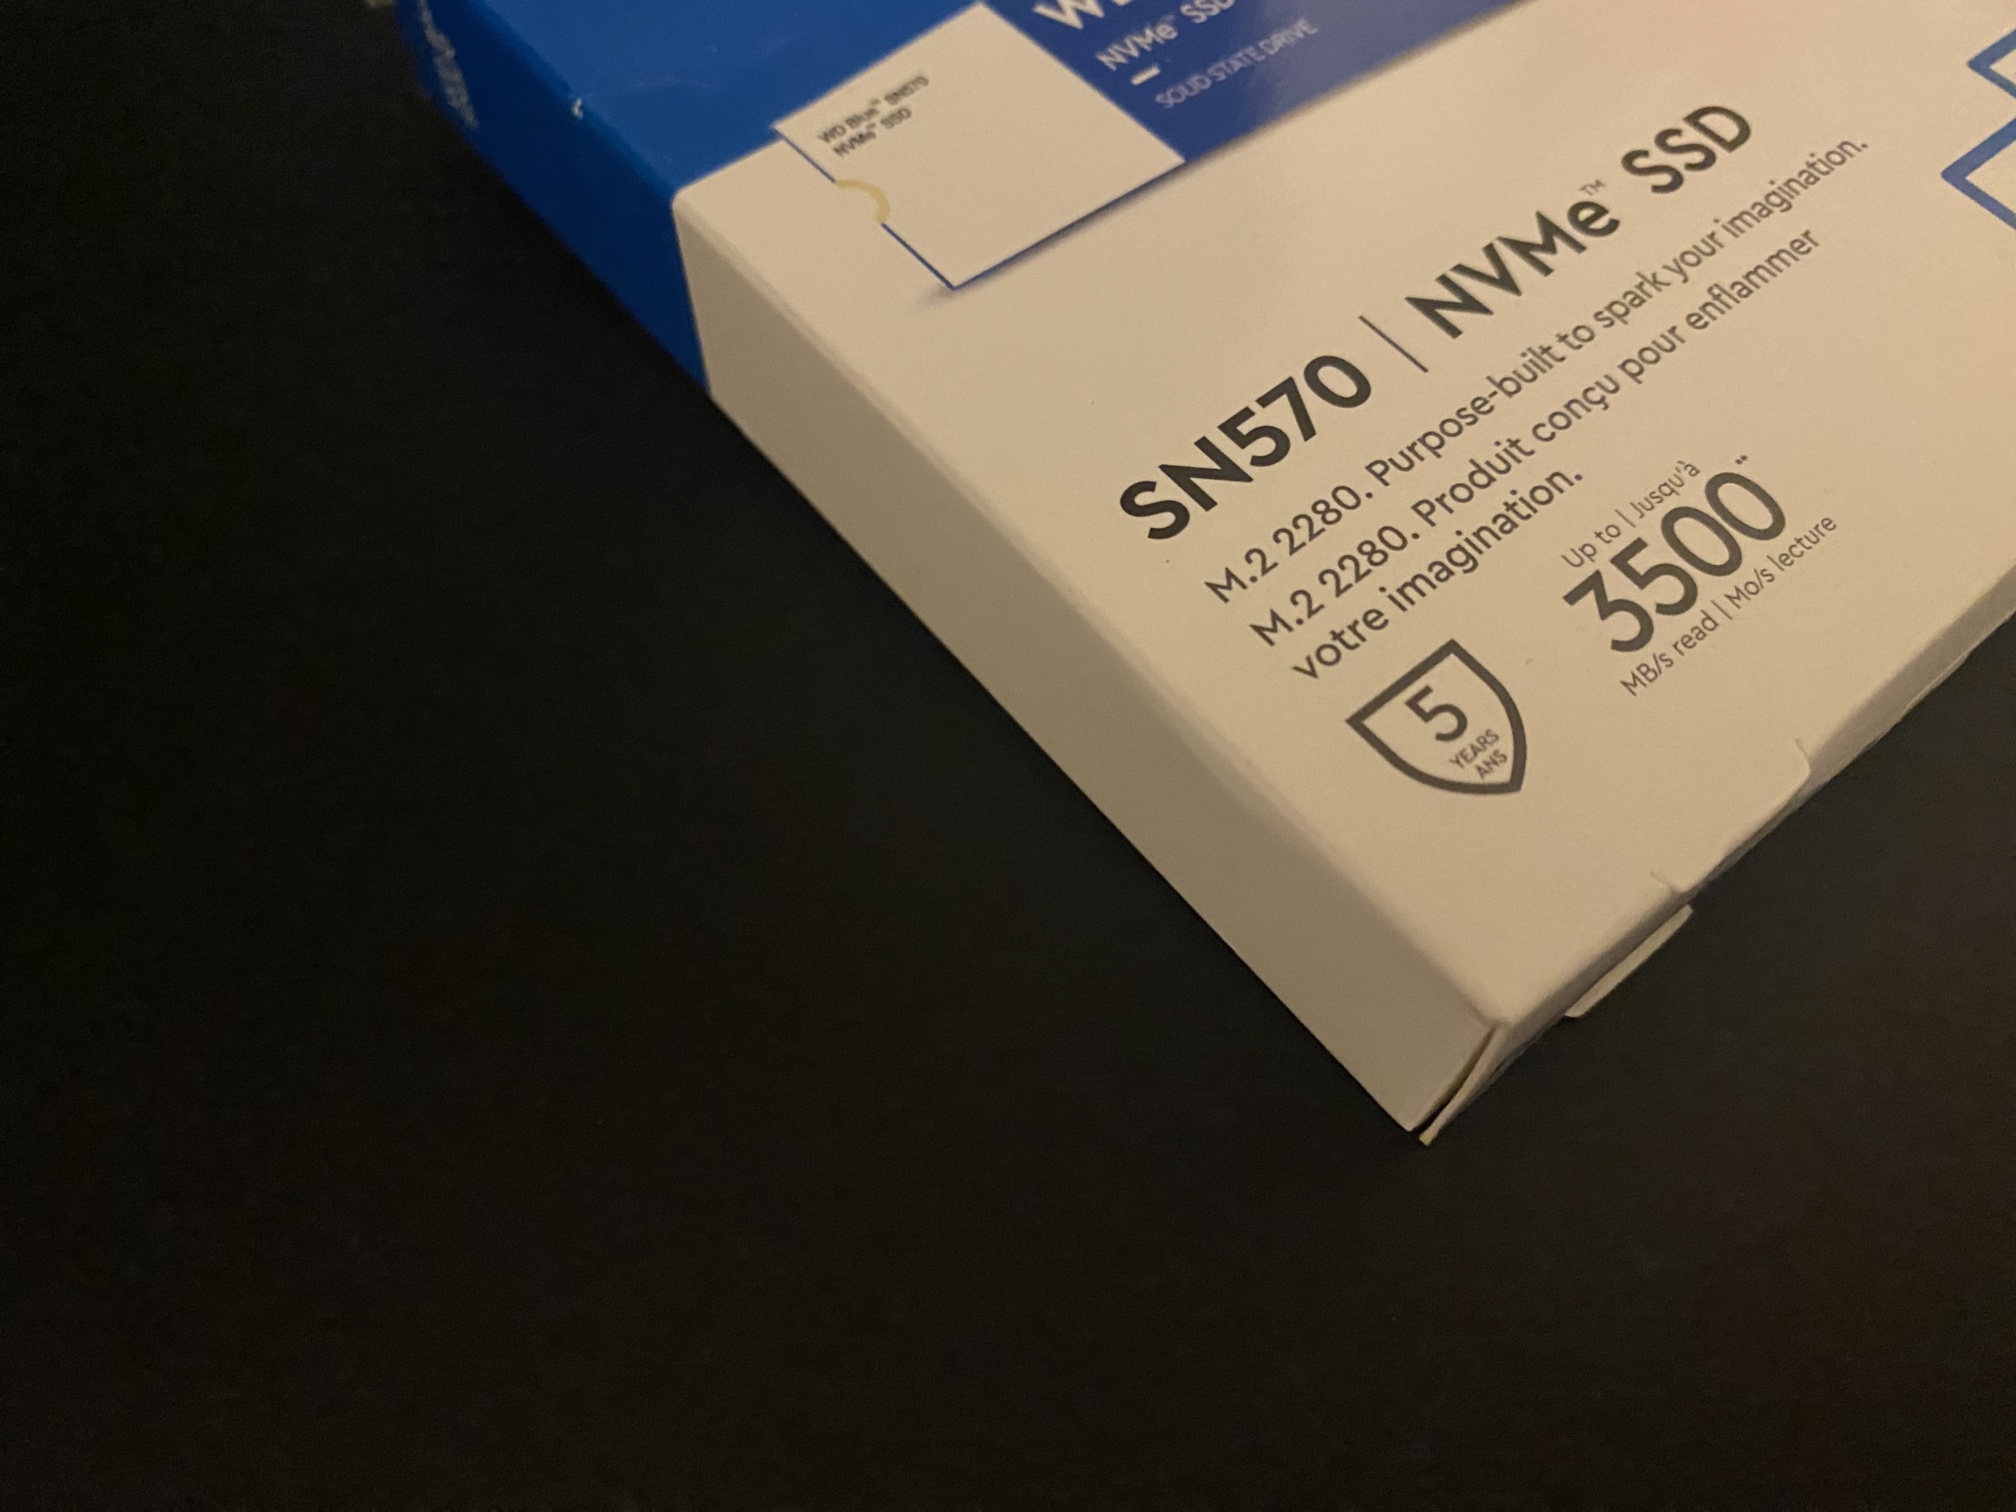 NVMe™ SSD
SOLID STATE DRIVE
WD Blue™ SN570
NVMe™ SSD
SN570 | NVMe™ SSD
M.2 2280. Purpose-built to spark your imagination.
M.2 2280. Produit conçu pour enflammer
votre imagination.
Up to | Jusqu'à
3500**
MB/s read | Mo/s lecture
5
YEARS
ANS